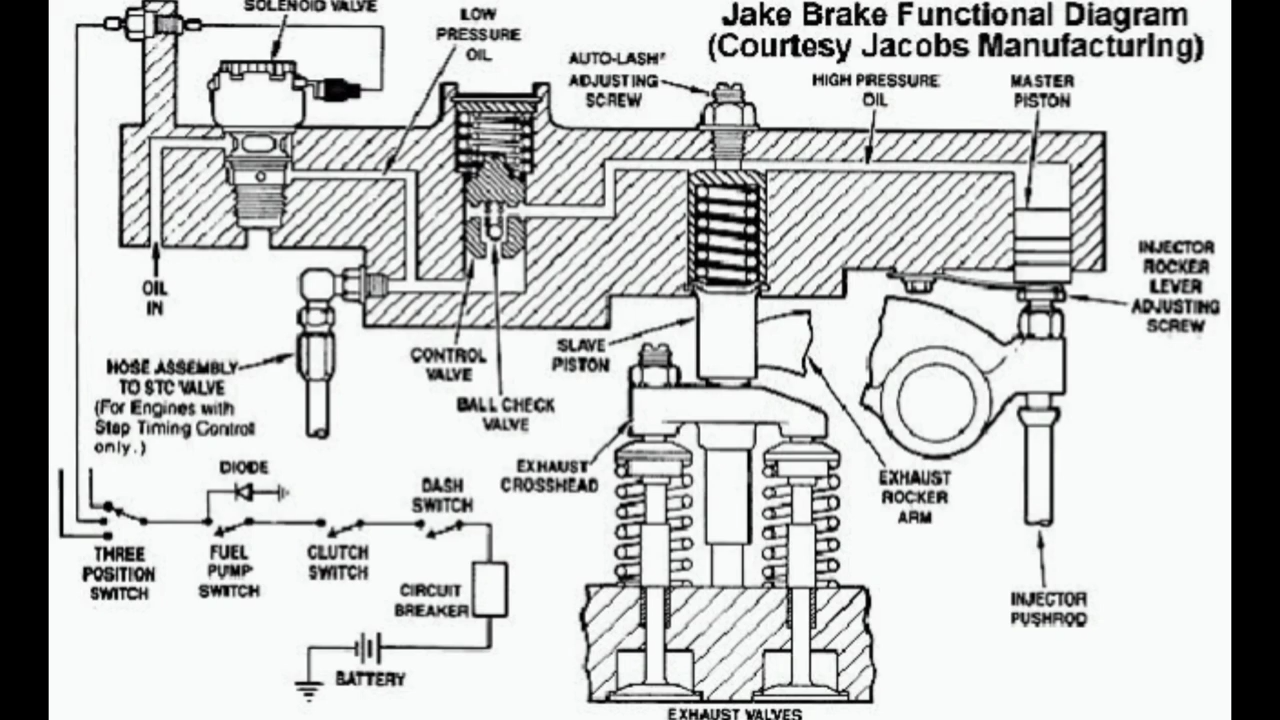 Jake Brake Functional Diagram
(Courtesy Jacobs Manufacturing)
SOLENOID VALVE
LOW
PRESSURE
OIL
AUTO-LASH®
ADJUSTING
SCREW
HIGH PRESSURE
OIL
MASTER
PISTON
OIL
IN
INJECTOR
ROCKER
LEVER
ADJUSTING
SCREW
HOSE ASSEMBLY
TO STC VALVE
(For Engines with
Step Timing Control
only.)
CONTROL
VALVE
BALL CHECK
VALVE
SLAVE
PISTON
EXHAUST
CROSSHEAD
EXHAUST
ROCKER
ARM
DIODE
DASH
SWITCH
THREE
POSITION
SWITCH
FUEL
PUMP
SWITCH
CLUTCH
SWITCH
CIRCUIT
BREAKER
INJECTOR
PUSHROD
BATTERY
EXHAUST VALVES